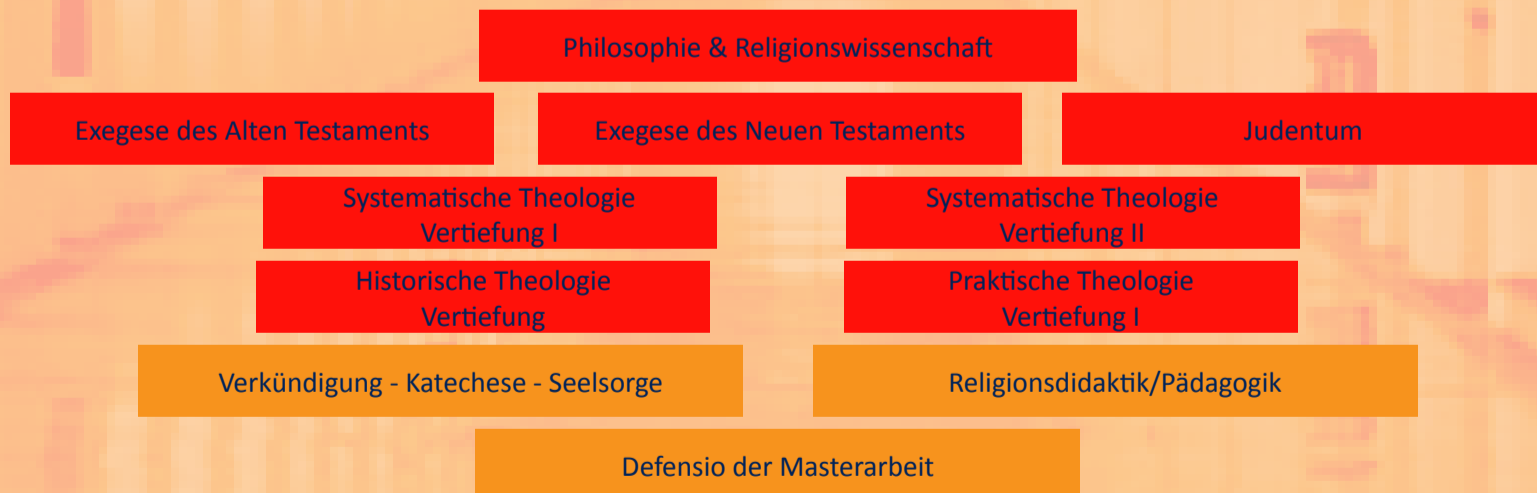 Philosophie & Religionswissenschaft
Exegese des Alten Testaments
Exegese des Neuen Testaments
Judentum
Systematische Theologie
Vertiefung I
Systematische Theologie
Vertiefung II
Historische Theologie
Vertiefung
Praktische Theologie
Vertiefung I
Verkündigung - Katechese - Seelsorge
Religionsdidaktik/Pädagogik
Defensio der Masterarbeit